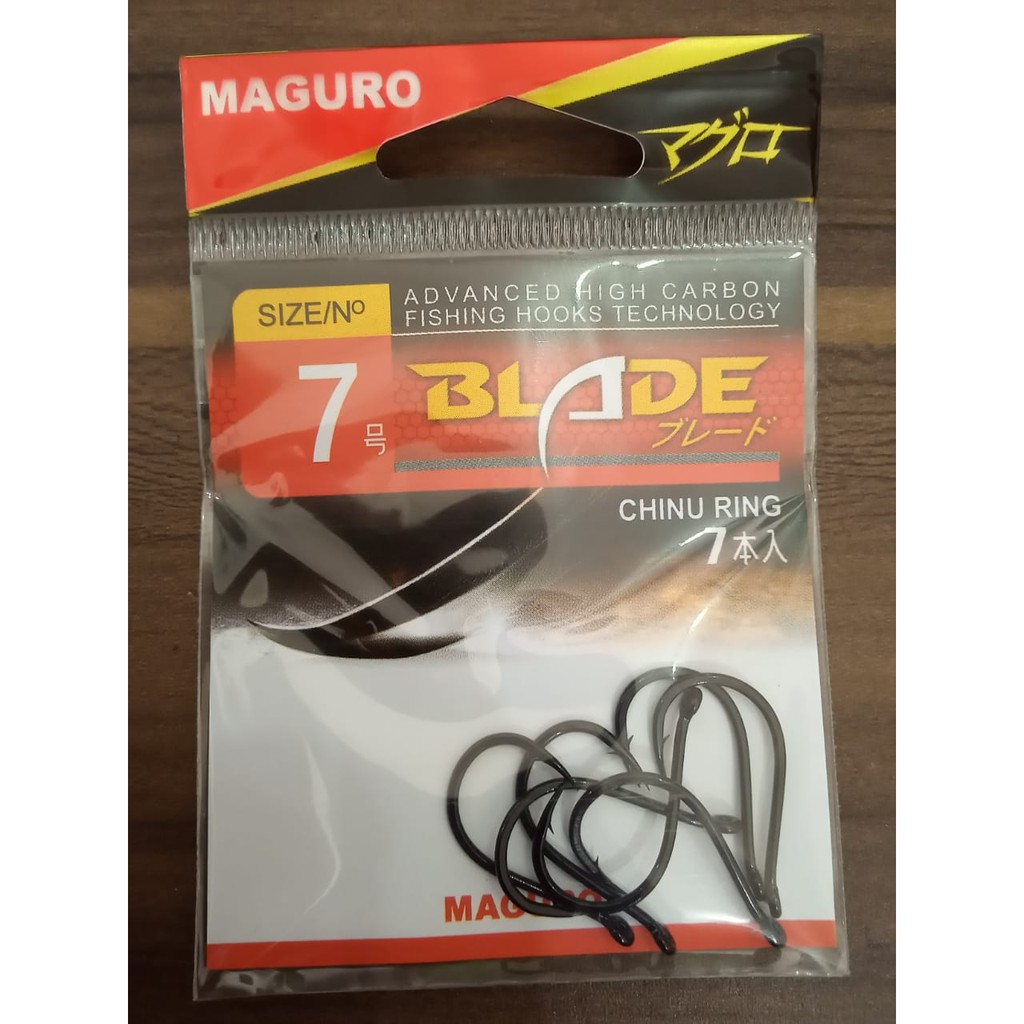 MAGURO
マグロ
SIZE/Nº
7号
ADVANCED HIGH CARBON
FISHING HOOKS TECHNOLOGY
BLADE
ブレード
CHINU RING
7本入
MAGURO